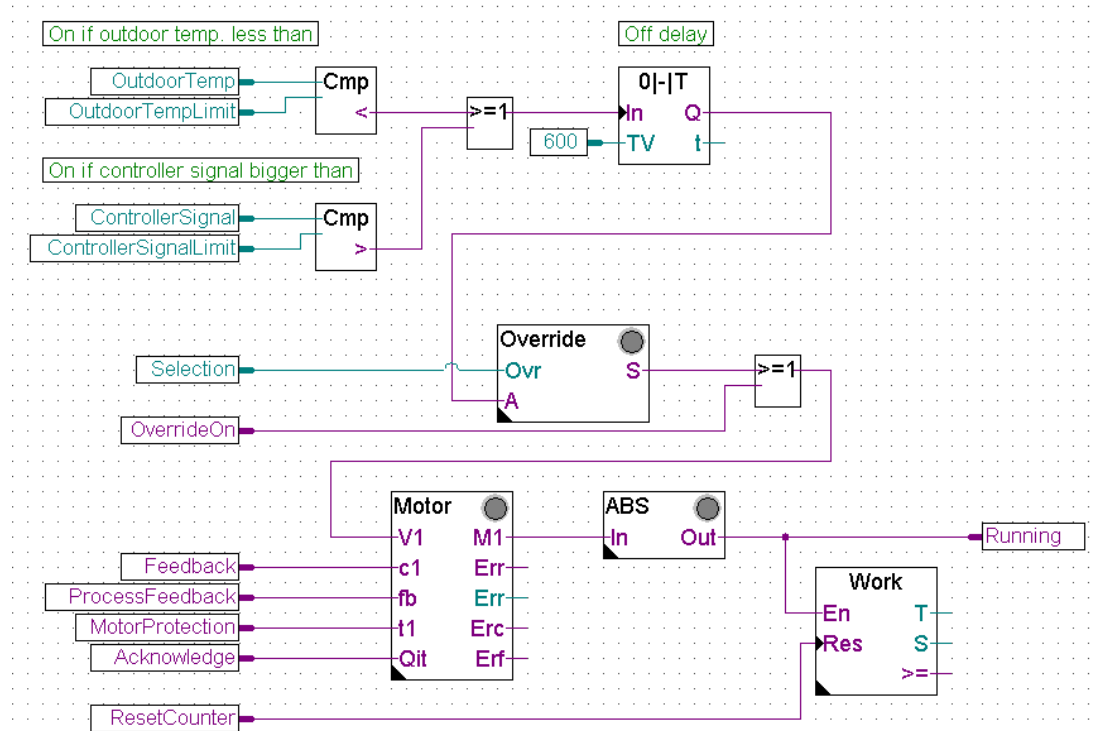 On if outdoor temp. less than
Off delay
OutdoorTemp
Cmp
0|-|T
OutdoorTempLimit
<
>=1
In
Q
600
TV
t
On if controller signal bigger than
ControllerSignal
Cmp
ControllerSignalLimit
>
Override
Selection
Ovr
S
>=1
A
OverrideOn
Motor
ABS
V1
M1
In
Out
Running
Feedback
c1
Err
Work
ProcessFeedback
fb
Err
En
T
MotorProtection
t1
Erc
Res
S
Acknowledge
Qit
Erf
>=
ResetCounter